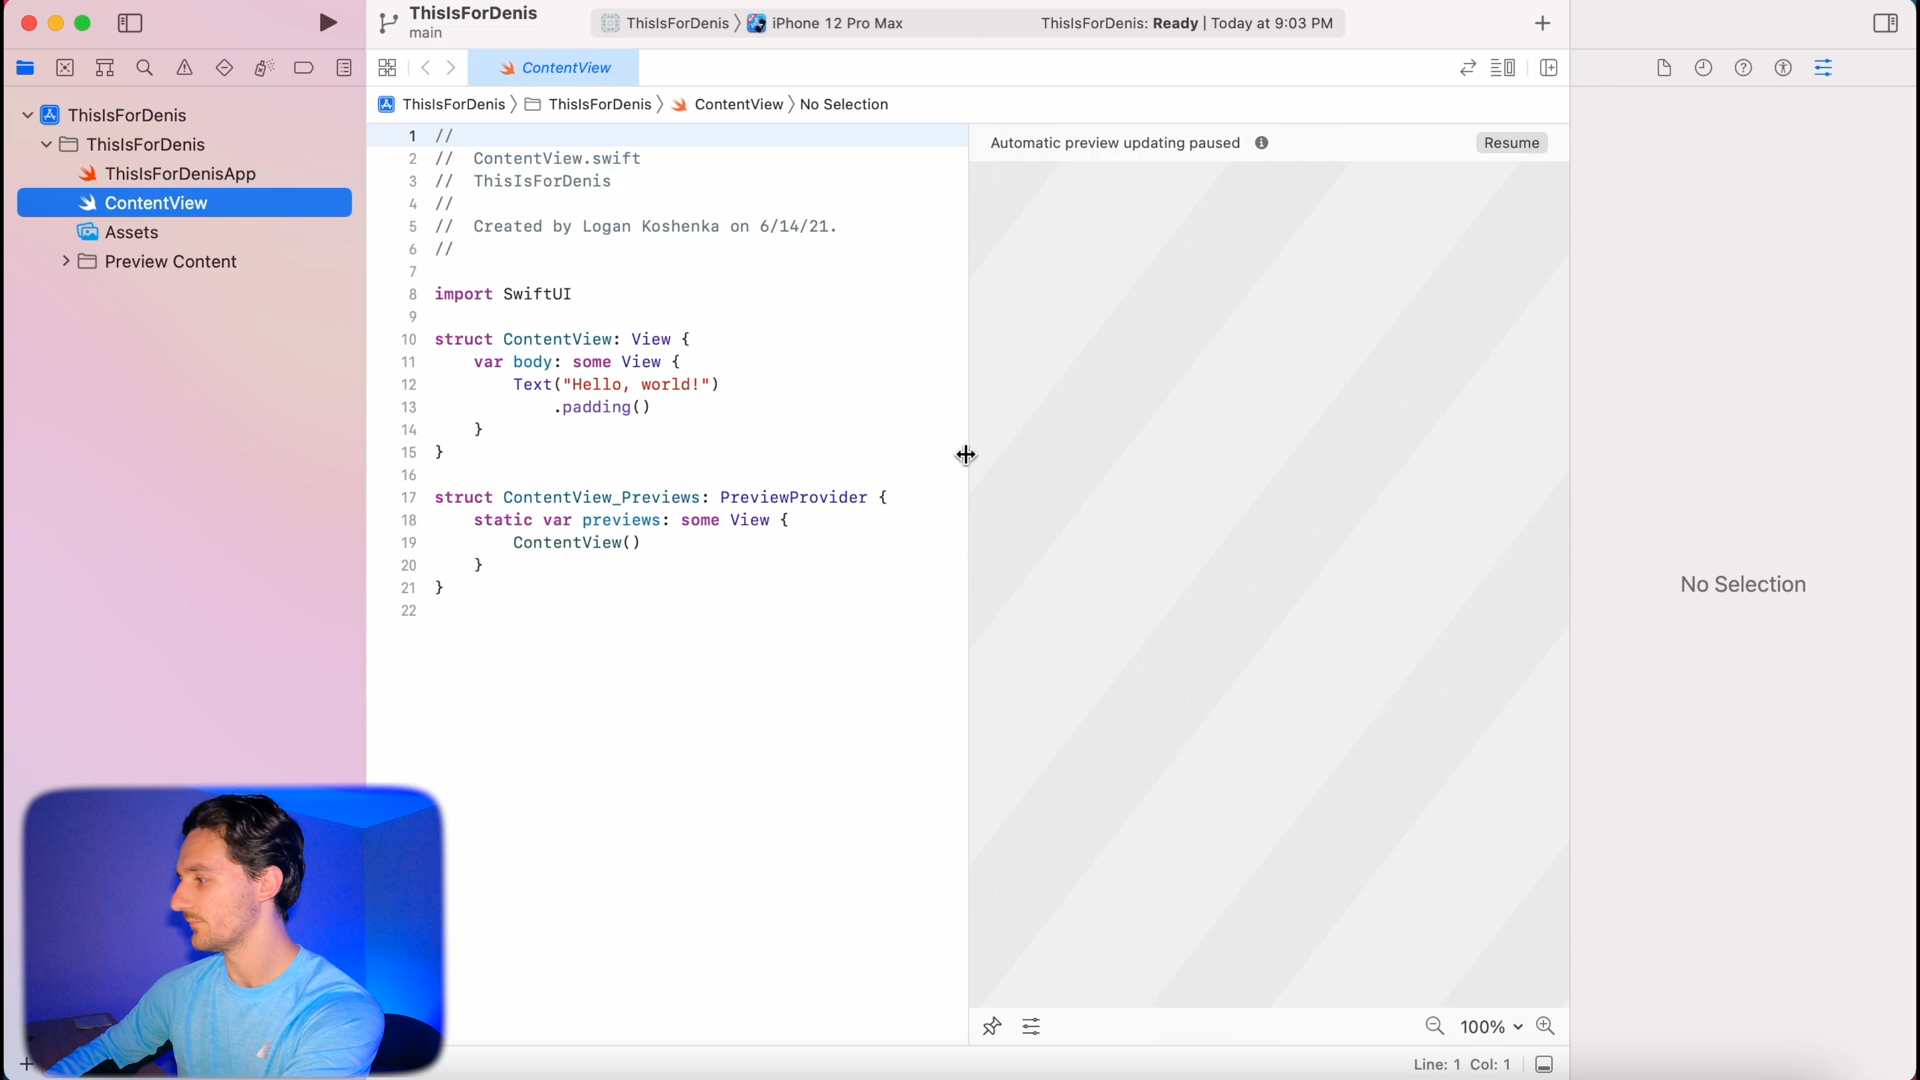 ThisIsForDenis
main
ThisIsForDenis 〉 iPhone 12 Pro Max
ThisIsForDenis: Ready | Today at 9:03 PM
ContentView
ThisIsForDenis
ThisIsForDenis
ThisIsForDenisApp
ContentView
Assets
Preview Content
ThisIsForDenis 〉 ThisIsForDenis 〉 ContentView 〉 No Selection
1 //
2 //  ContentView.swift
3 //  ThisIsForDenis
4 //
5 //  Created by Logan Koshenka on 6/14/21.
6 //
7
8 import SwiftUI
9
10 struct ContentView: View {
11     var body: some View {
12         Text("Hello, world!")
13             .padding()
14     }
15 }
16
17 struct ContentView_Previews: PreviewProvider {
18     static var previews: some View {
19         ContentView()
20     }
21 }
22
Automatic preview updating paused
Resume
No Selection
100%
Line: 1 Col: 1